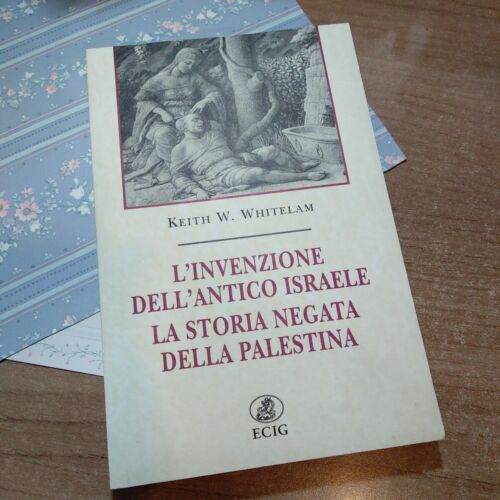 KEITH W. WHITELAM
L'INVENZIONE
DELL'ANTICO ISRAELE
LA STORIA NEGATA
DELLA PALESTINA
ECIG